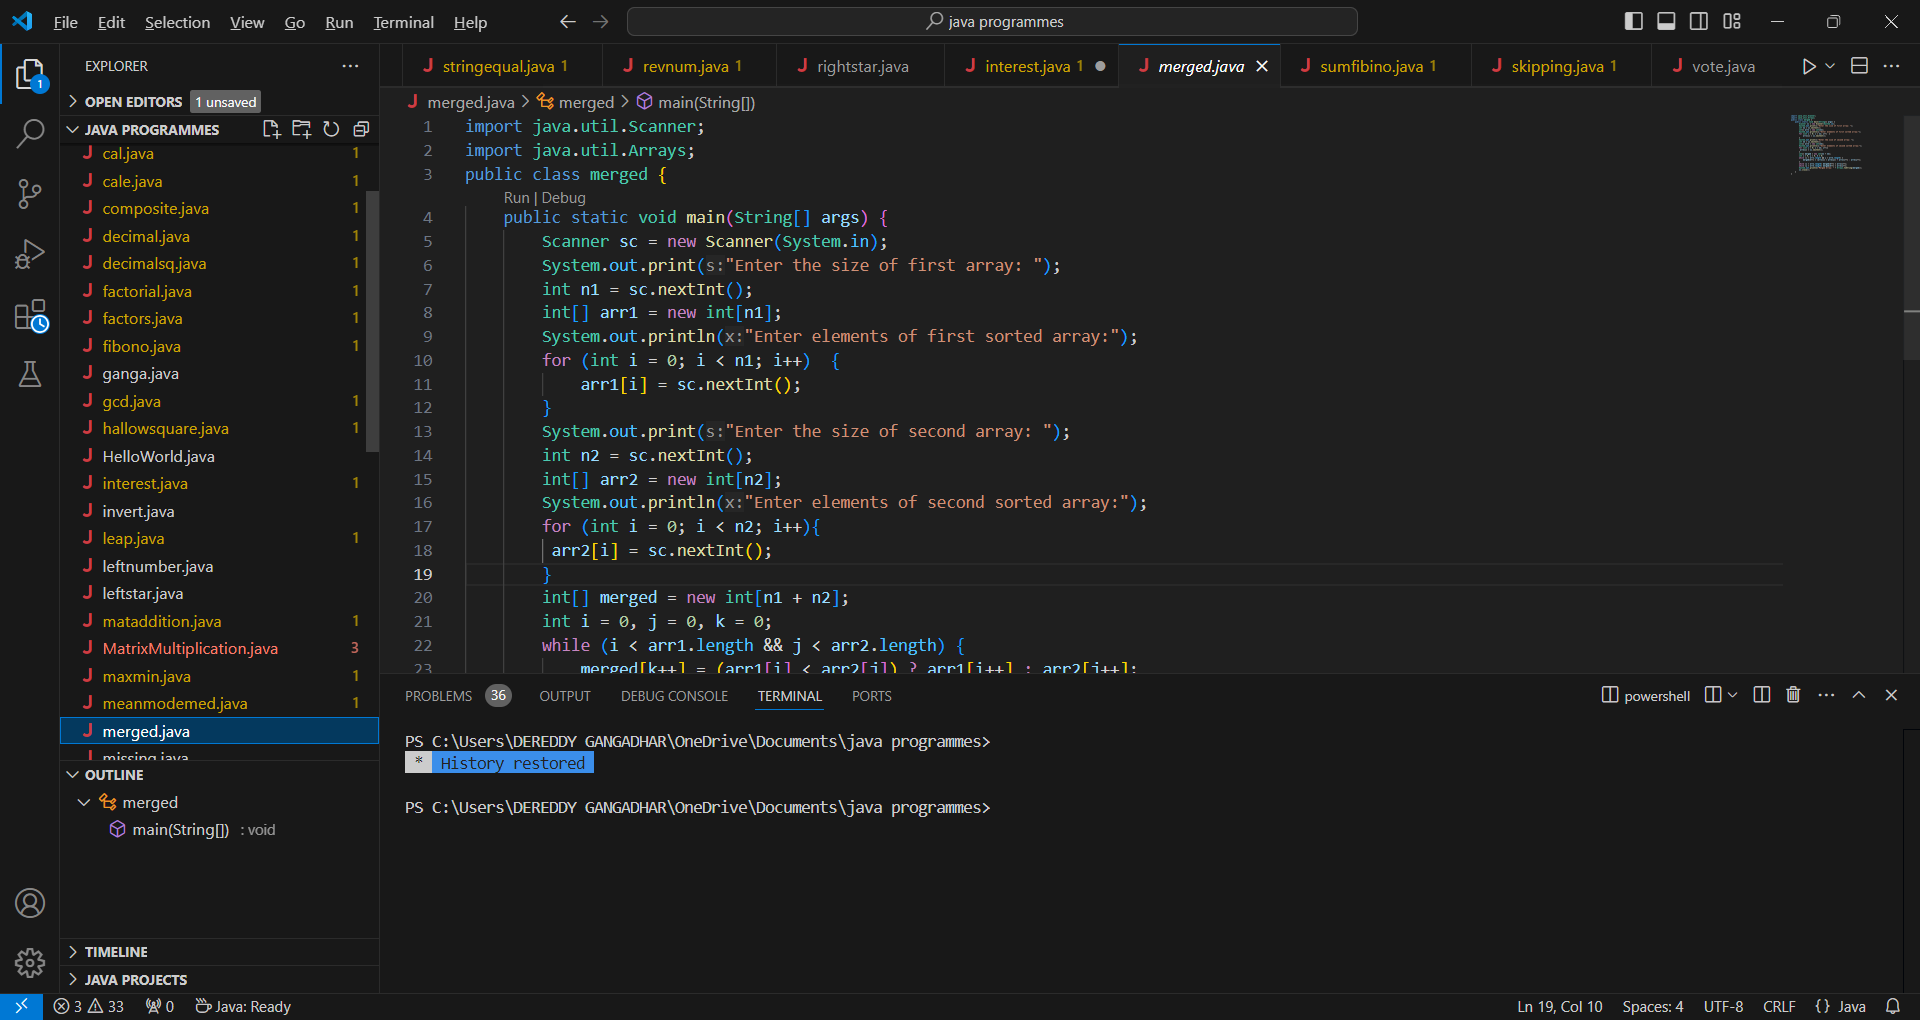 File Edit Selection View Go Run Terminal Help
java programmes
EXPLORER
OPEN EDITORS 1 unsaved
JAVA PROGRAMMES
cal.java 1
cale.java 1
composite.java 1
decimal.java 1
decimalsq.java 1
factorial.java 1
factors.java 1
fibono.java 1
ganga.java
gcd.java 1
hallowsquare.java 1
HelloWorld.java
interest.java 1
invert.java
leap.java 1
leftnumber.java
leftstar.java
mataddition.java 1
MatrixMultiplication.java 3
maxmin.java 1
meanmodemed.java 1
merged.java
missing.java
OUTLINE
merged
main(String[]) : void
TIMELINE
JAVA PROJECTS
stringequal.java 1
revnum.java 1
rightstar.java
interest.java 1
merged.java
sumfibino.java 1
skipping.java 1
vote.java
merged.java > merged > main(String[])
1 import java.util.Scanner;
2 import java.util.Arrays;
3 public class merged {
Run | Debug
4 public static void main(String[] args) {
5 Scanner sc = new Scanner(System.in);
6 System.out.print(s:"Enter the size of first array: ");
7 int n1 = sc.nextInt();
8 int[] arr1 = new int[n1];
9 System.out.println(x:"Enter elements of first sorted array:");
10 for (int i = 0; i < n1; i++)  {
11 arr1[i] = sc.nextInt();
12 }
13 System.out.print(s:"Enter the size of second array: ");
14 int n2 = sc.nextInt();
15 int[] arr2 = new int[n2];
16 System.out.println(x:"Enter elements of second sorted array:");
17 for (int i = 0; i < n2; i++){
18 arr2[i] = sc.nextInt();
19 }
20 int[] merged = new int[n1 + n2];
21 int i = 0, j = 0, k = 0;
22 while (i < arr1.length && j < arr2.length) {
23 merged[k++] = (arr1[i] < arr2[j]) ? arr1[i++] : arr2[j++];
PROBLEMS 36 OUTPUT DEBUG CONSOLE TERMINAL PORTS
powershell
PS C:\Users\DEREDDY GANGADHAR\OneDrive\Documents\java programmes>
* History restored
PS C:\Users\DEREDDY GANGADHAR\OneDrive\Documents\java programmes>
3 33 0 Java: Ready
Ln 19, Col 10 Spaces: 4 UTF-8 CRLF {} Java